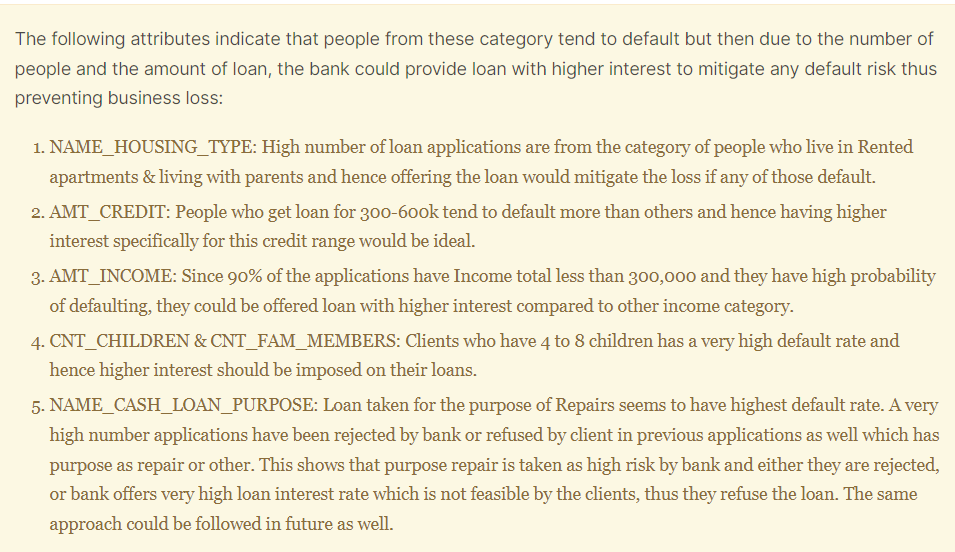 The following attributes indicate that people from these category tend to default but then due to the number of
people and the amount of loan, the bank could provide loan with higher interest to mitigate any default risk thus
preventing business loss:
1. NAME_HOUSING_TYPE: High number of loan applications are from the category of people who live in Rented
apartments & living with parents and hence offering the loan would mitigate the loss if any of those default.
2. AMT_CREDIT: People who get loan for 300-600k tend to default more than others and hence having higher
interest specifically for this credit range would be ideal.
3. AMT_INCOME: Since 90% of the applications have Income total less than 300,000 and they have high probability
of defaulting, they could be offered loan with higher interest compared to other income category.
4. CNT_CHILDREN & CNT_FAM_MEMBERS: Clients who have 4 to 8 children has a very high default rate and
hence higher interest should be imposed on their loans.
5. NAME_CASH_LOAN_PURPOSE: Loan taken for the purpose of Repairs seems to have highest default rate. A very
high number applications have been rejected by bank or refused by client in previous applications as well which has
purpose as repair or other. This shows that purpose repair is taken as high risk by bank and either they are rejected,
or bank offers very high loan interest rate which is not feasible by the clients, thus they refuse the loan. The same
approach could be followed in future as well.